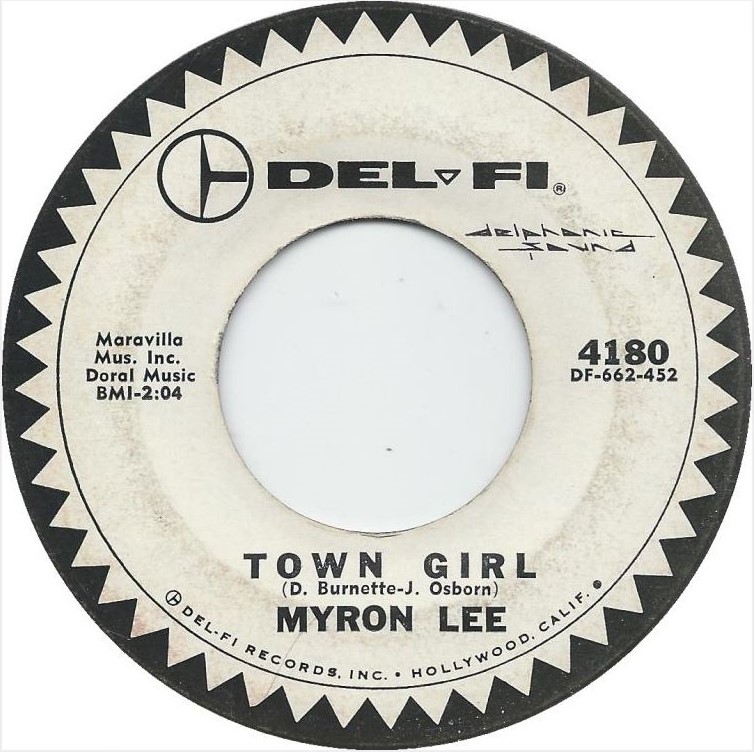 DEL-FI®
delphonic
sound
Maravilla
Mus. Inc.
Doral Music
BMI-2:04
4180
DF-662-452
TOWN GIRL
(D. Burnette-J. Osborn)
MYRON LEE
DEL-FI RECORDS, INC. • HOLLYWOOD, CALIF. •